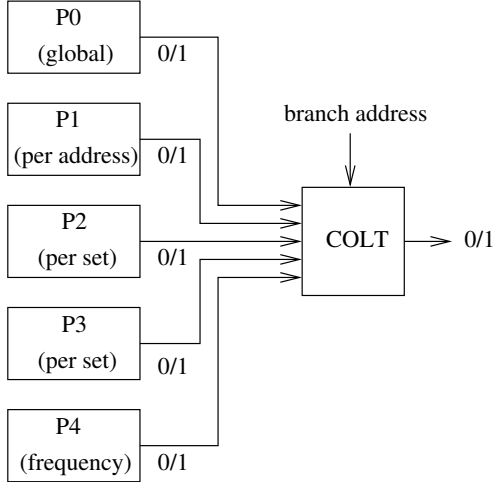 P0
(global)
0/1
P1
(per address)
0/1
P2
(per set)
0/1
P3
(per set)
0/1
P4
(frequency)
0/1
branch address
COLT
0/1